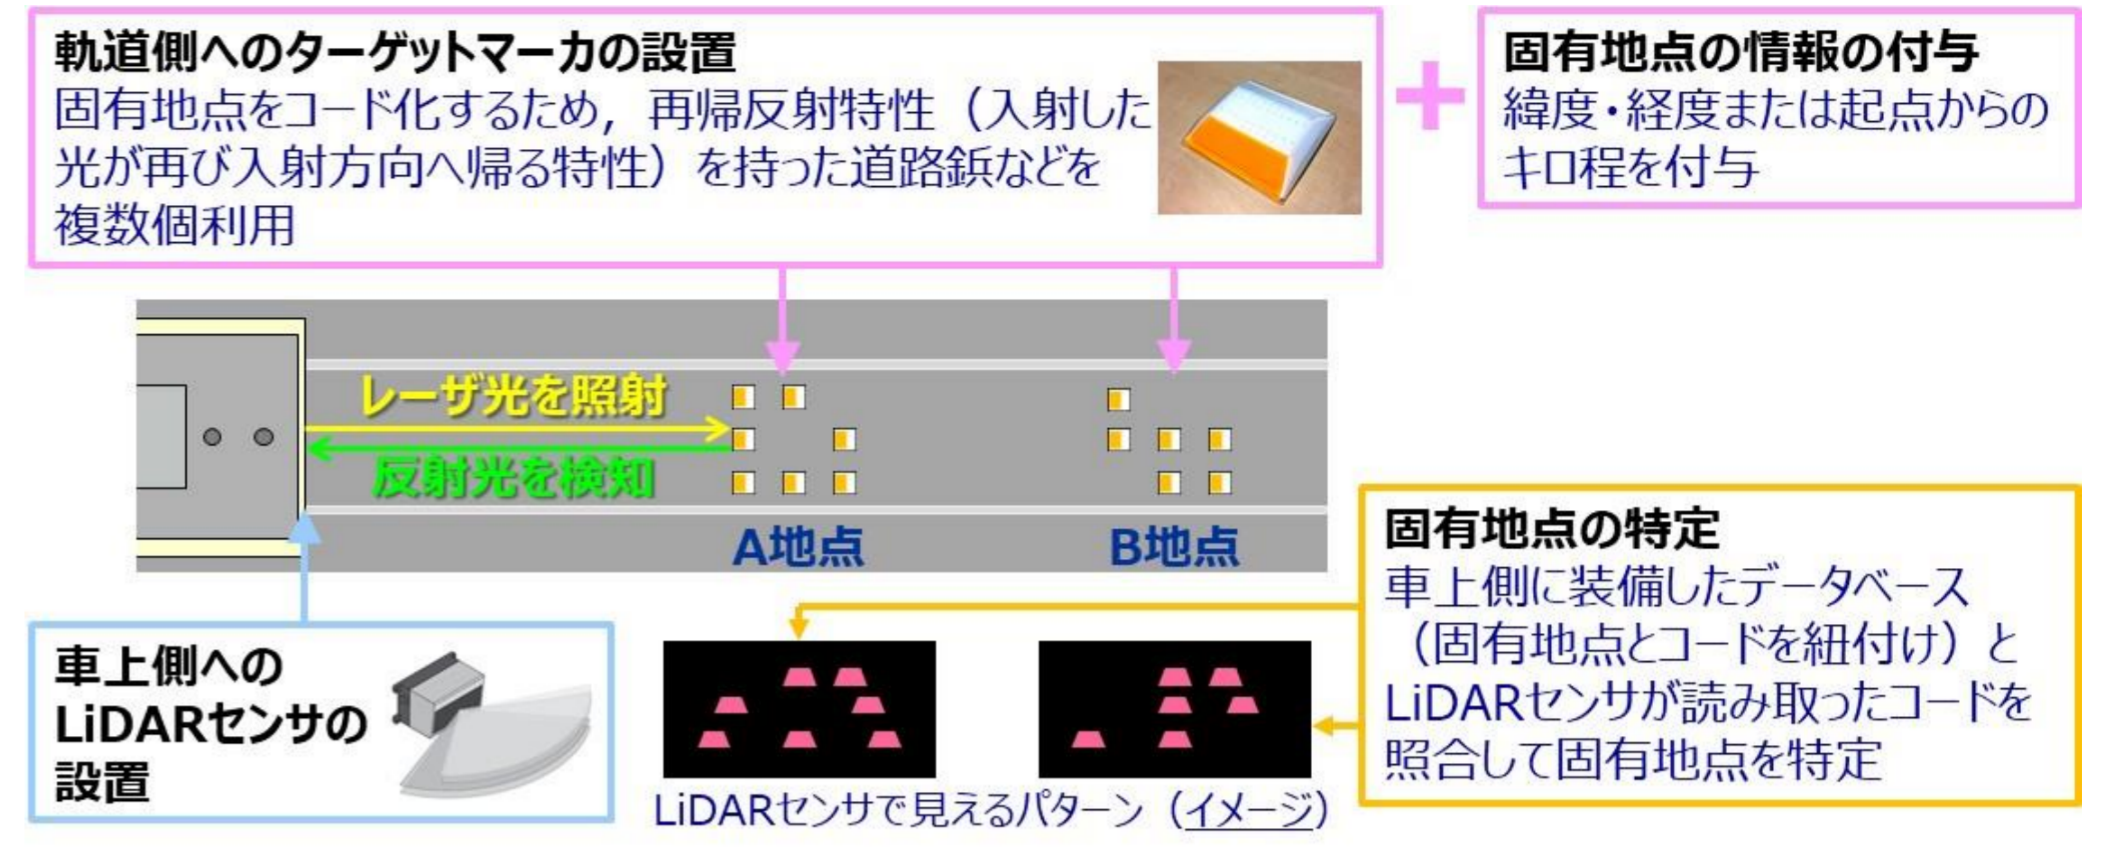 軌道側へのターゲットマーカの設置
固有地点をコード化するため，再帰反射特性（入射した
光が再び入射方向へ帰る特性）を持った道路鋲などを
複数個利用
固有地点の情報の付与
緯度・経度または起点からの
キロ程を付与
レーザ光を照射
反射光を検知
A地点
B地点
車上側への
LiDARセンサの
設置
LiDARセンサで見えるパターン（イメージ）
固有地点の特定
車上側に装備したデータベース
（固有地点とコードを紐付け）と
LiDARセンサが読み取ったコードを
照合して固有地点を特定